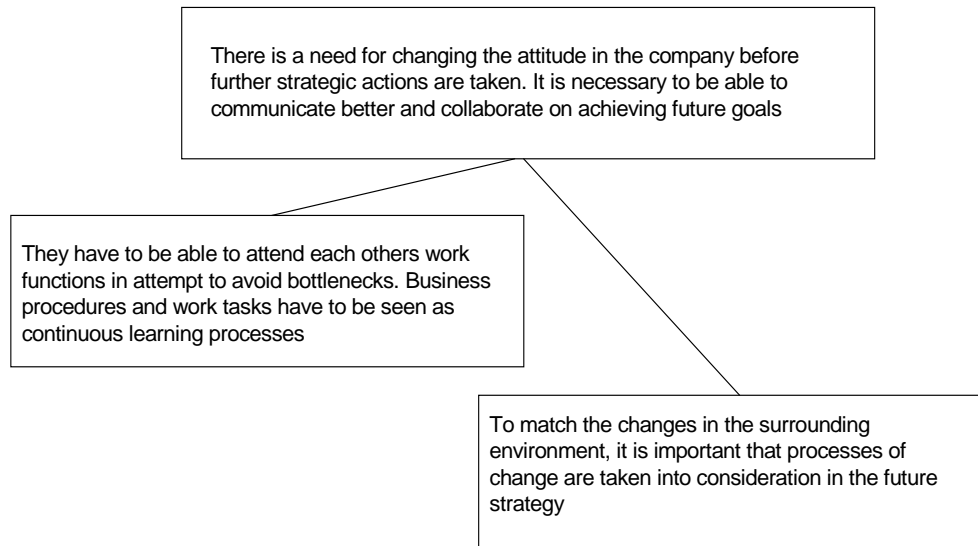 There is a need for changing the attitude in the company before
further strategic actions are taken. It is necessary to be able to
communicate better and collaborate on achieving future goals
They have to be able to attend each others work
functions in attempt to avoid bottlenecks. Business
procedures and work tasks have to be seen as
continuous learning processes
To match the changes in the surrounding
environment, it is important that processes of
change are taken into consideration in the future
strategy